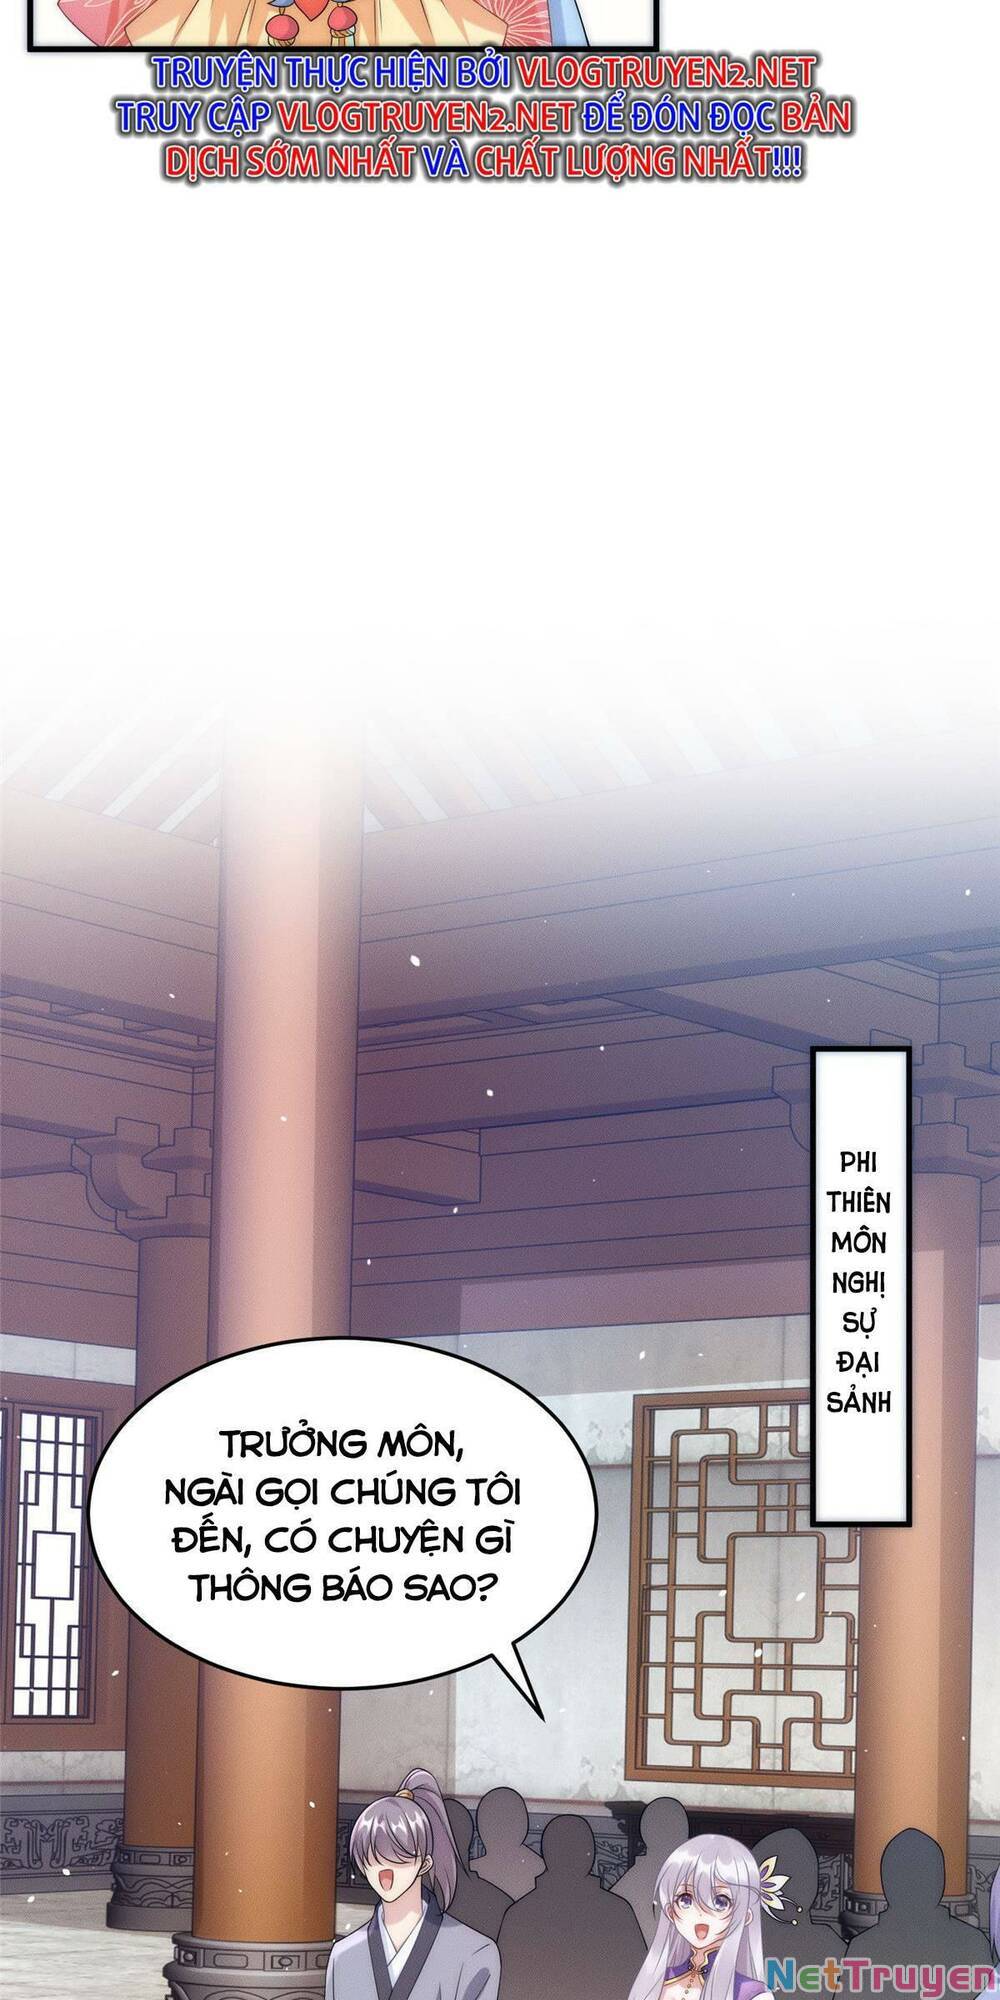 TRUYỆN THỰC HIỆN BỞI VLOGTRUYEN2.NET
TRUY CẬP VLOGTRUYEN2.NET ĐỂ ĐÓN ĐỌC BẢN
DỊCH SỚM NHẤT VÀ CHẤT LƯỢNG NHẤT!!!
PHI
THIÊN
MÔN
NGHỊ
SỰ
ĐẠI
SẢNH
TRƯỞNG MÔN,
NGÀI GỌI CHÚNG TÔI
ĐẾN, CÓ CHUYỆN GÌ
THÔNG BÁO SAO?
NetTruyen